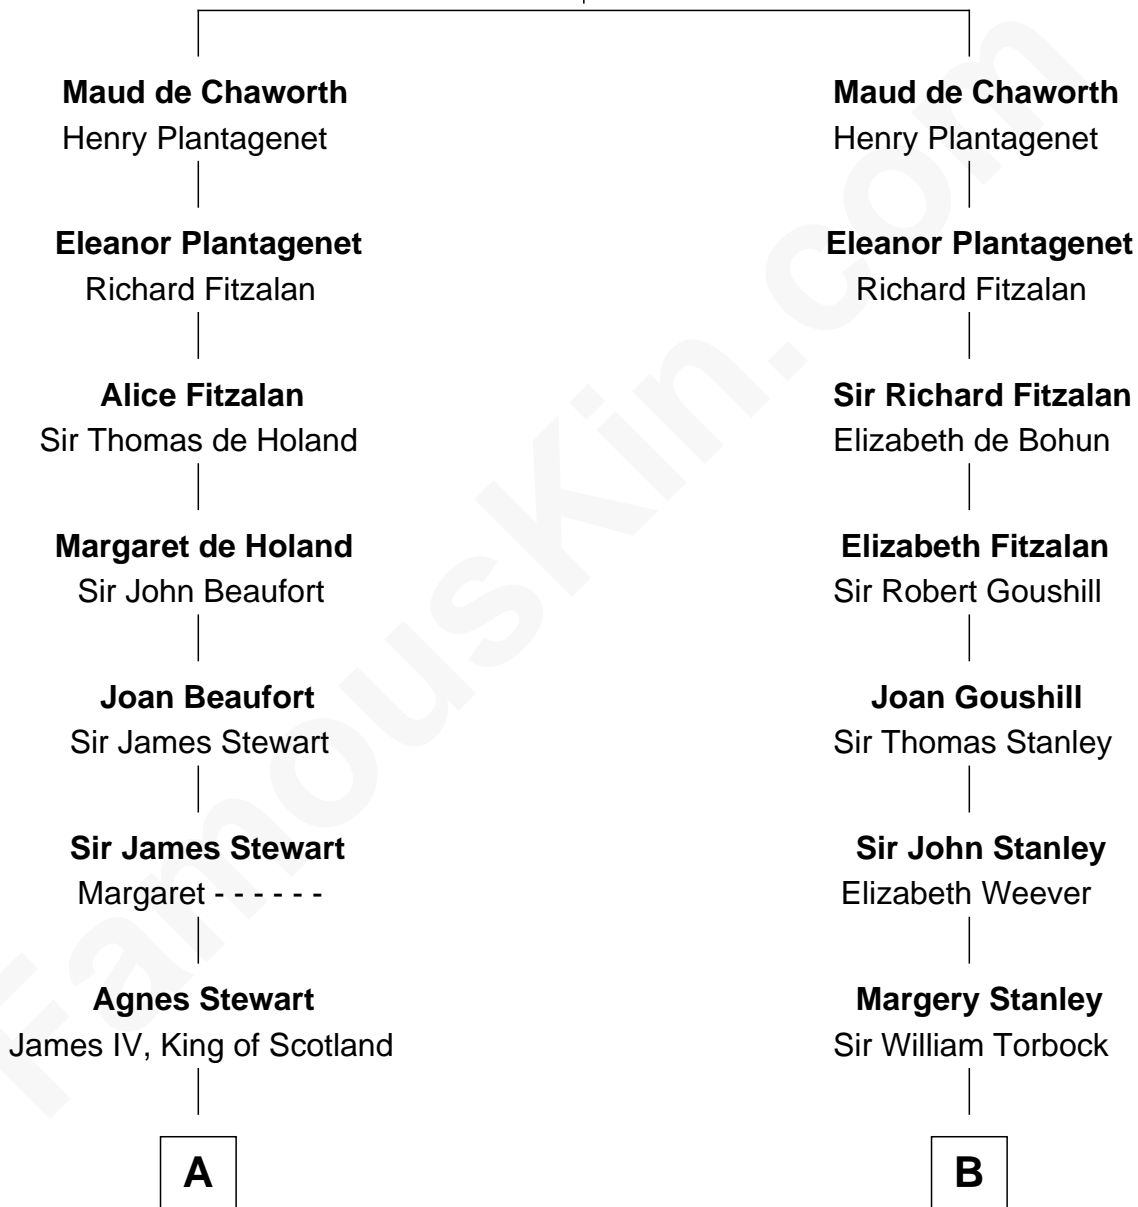 Maud de Chaworth
Henry Plantagenet
Eleanor Plantagenet
Richard Fitzalan
Alice Fitzalan
Sir Thomas de Holand
Margaret de Holand
Sir John Beaufort
Joan Beaufort
Sir James Stewart
Sir James Stewart
Margaret - - - - - -
Agnes Stewart
James IV, King of Scotland
A
Maud de Chaworth
Henry Plantagenet
Eleanor Plantagenet
Richard Fitzalan
Sir Richard Fitzalan
Elizabeth de Bohun
Elizabeth Fitzalan
Sir Robert Goushill
Joan Goushill
Sir Thomas Stanley
Sir John Stanley
Elizabeth Weever
Margery Stanley
Sir William Torbock
B
FamousKin.com